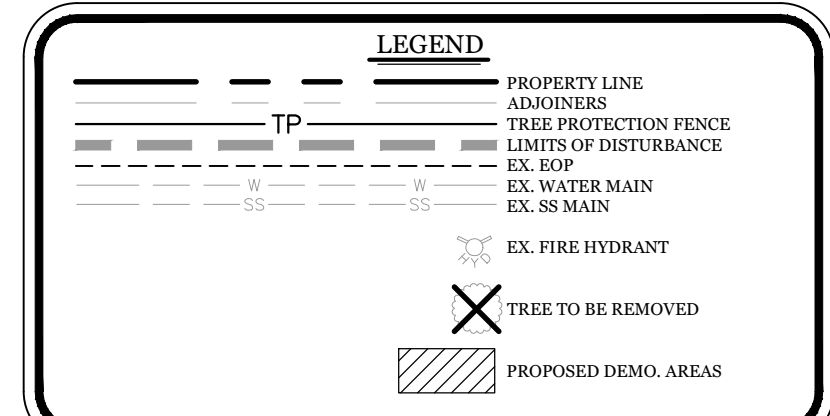 LEGEND
PROPERTY LINE
ADJOINERS
TP TREE PROTECTION FENCE
LIMITS OF DISTURBANCE
EX. EOP
W W EX. WATER MAIN
SS SS EX. SS MAIN
HYD EX. FIRE HYDRANT
TREE TO BE REMOVED
PROPOSED DEMO. AREAS